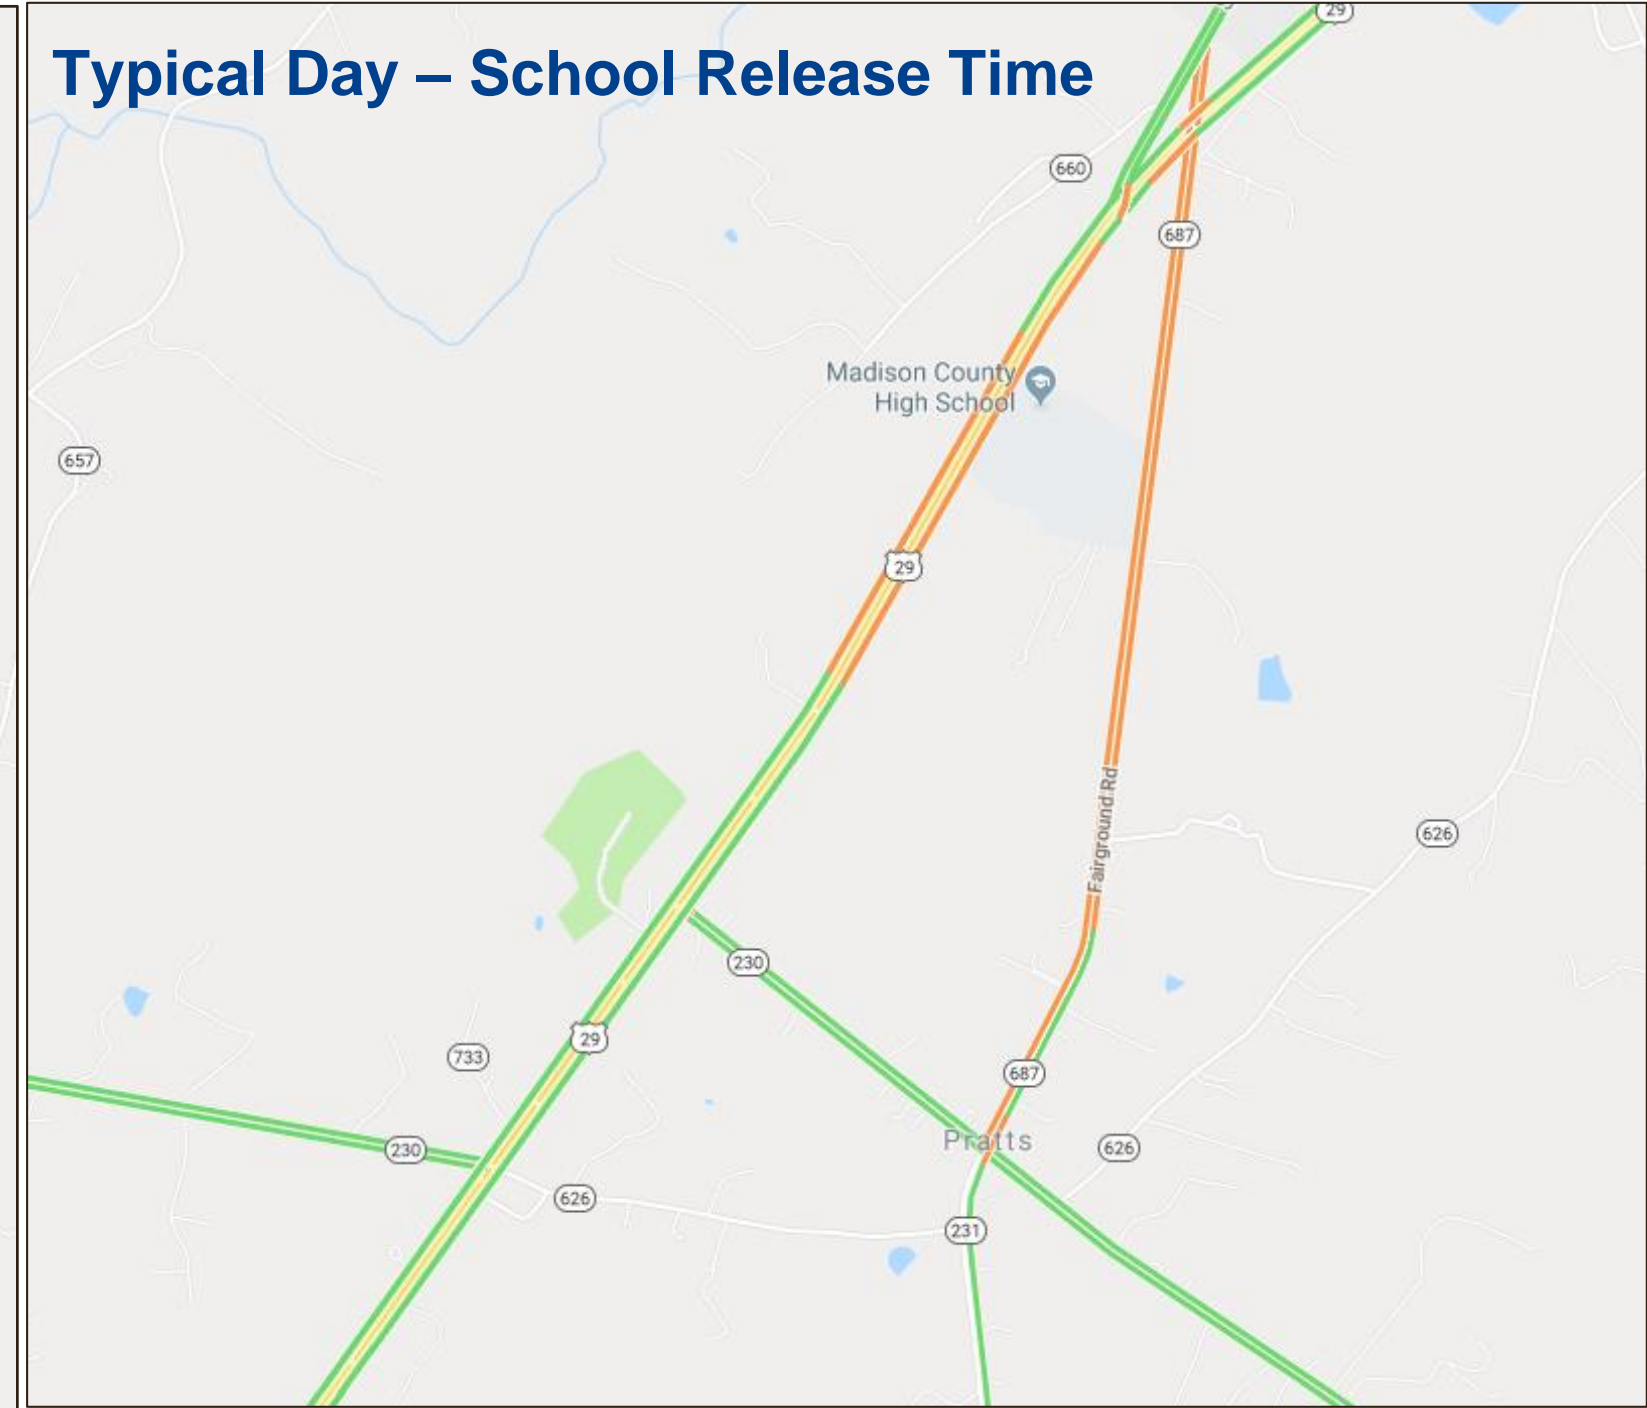 Typical Day – School Release Time
29
660
687
Madison County
High School
657
29
Fairground Rd
626
230
29
733
687
Pratts
230
626
626
231